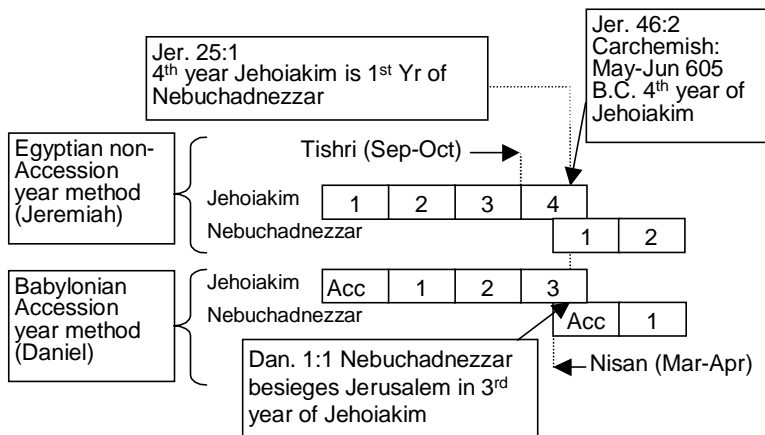 Jer. 25:1
4th year Jehoiakim is 1st Yr of
Nebuchadnezzar
Jer. 46:2
Carchemish:
May-Jun 605
B.C. 4th year of
Jehoiakim
Egyptian non-
Accession
year method
(Jeremiah)
Tishri (Sep-Oct)
Jehoiakim 1 2 3 4
Nebuchadnezzar 1 2
Babylonian
Accession
year method
(Daniel)
Jehoiakim Acc 1 2 3
Nebuchadnezzar Acc 1
Dan. 1:1 Nebuchadnezzar
besieges Jerusalem in 3rd
year of Jehoiakim
Nisan (Mar-Apr)